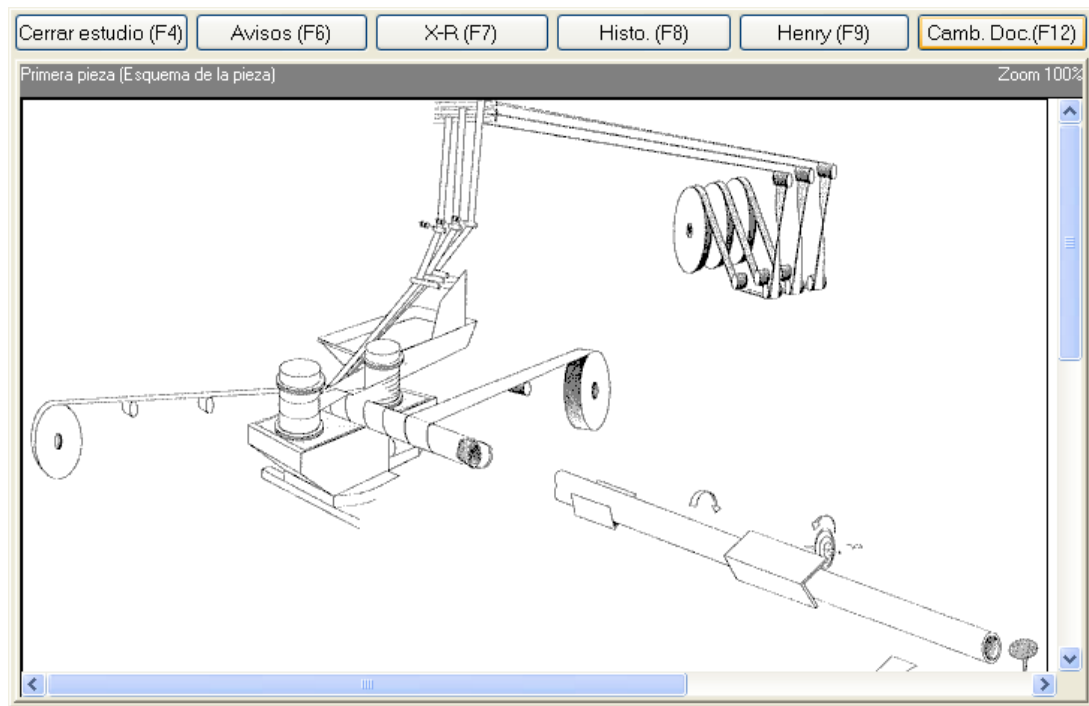 Cerrar estudio (F4)
Avisos (F6)
X-R (F7)
Histo. (F8)
Henry (F9)
Camb. Doc.(F12)
Primera pieza (Esquema de la pieza)
Zoom 100%